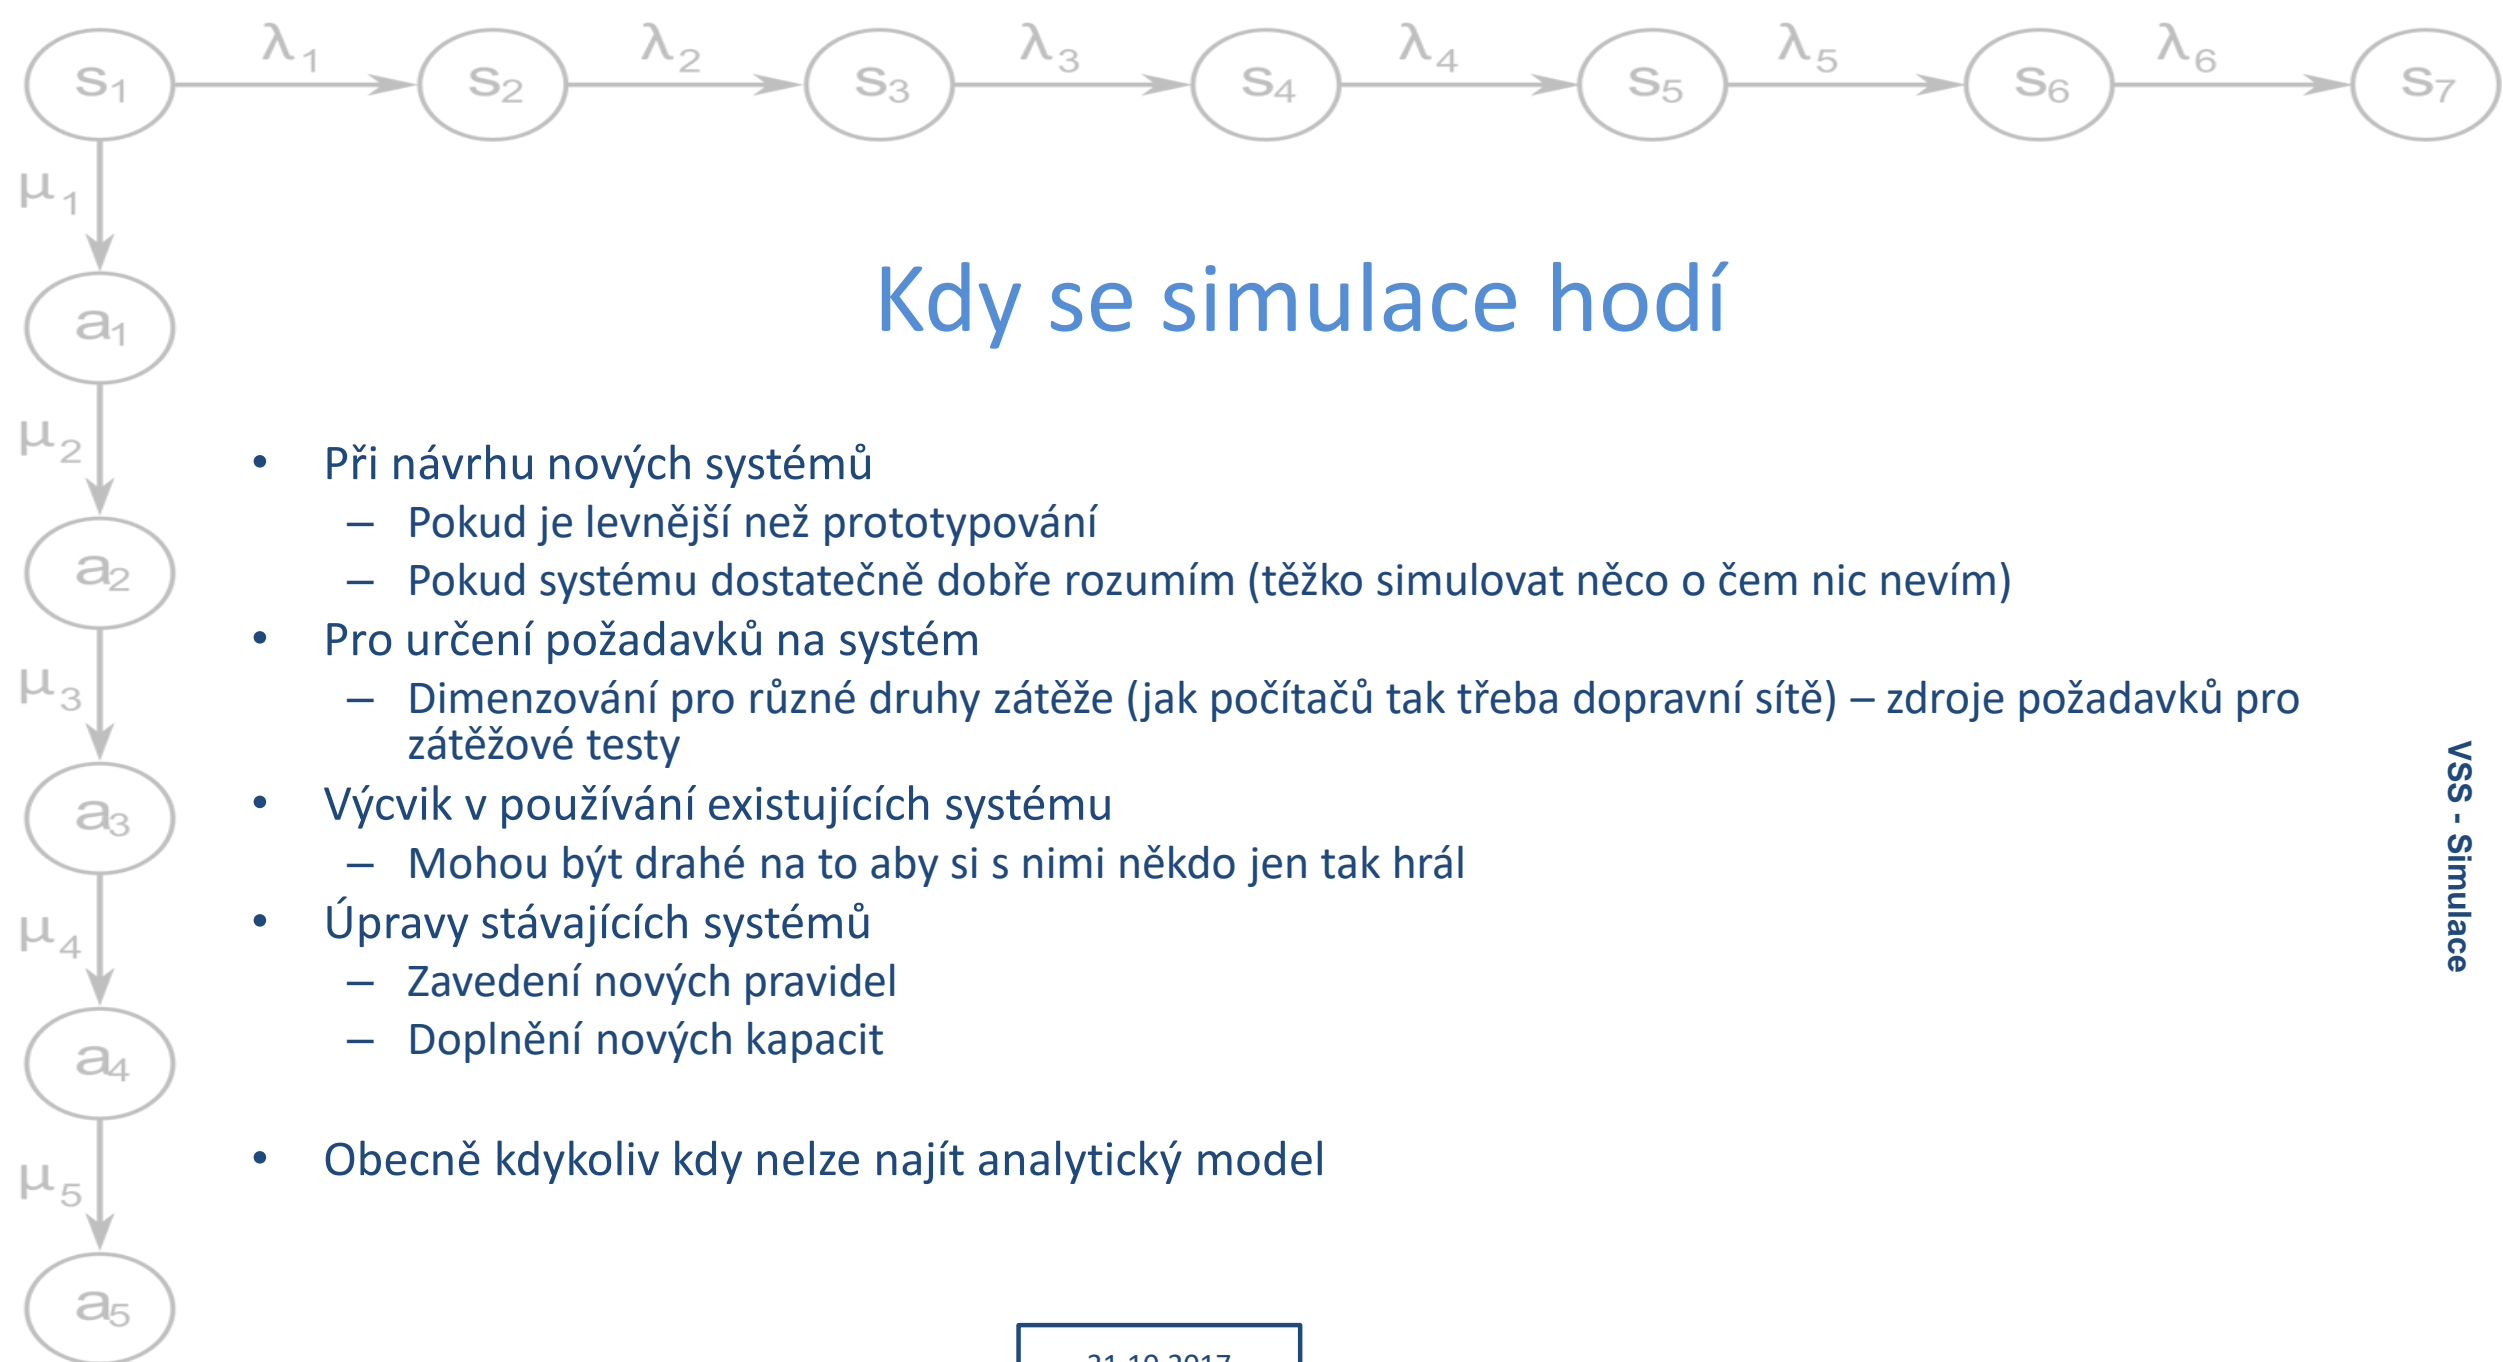 s1 λ1 s2 λ2 s3 λ3 s4 λ4 s5 λ5 s6 λ6 s7
μ1
a1
μ2
a2
μ3
a3
μ4
a4
μ5
a5
Kdy se simulace hodí
• Při návrhu nových systémů
– Pokud je levnější než prototypování
– Pokud systému dostatečně dobře rozumím (těžko simulovat něco o čem nic nevím)
• Pro určení požadavků na systém
– Dimenzování pro různé druhy zátěže (jak počítačů tak třeba dopravní sítě) – zdroje požadavků pro
zátěžové testy
• Výcvik v používání existujících systému
– Mohou být drahé na to aby si s nimi někdo jen tak hrál
• Úpravy stávajících systémů
– Zavedení nových pravidel
– Doplnění nových kapacit
• Obecně kdykoliv kdy nelze najít analytický model
VSS - Simulace
31.10.2017